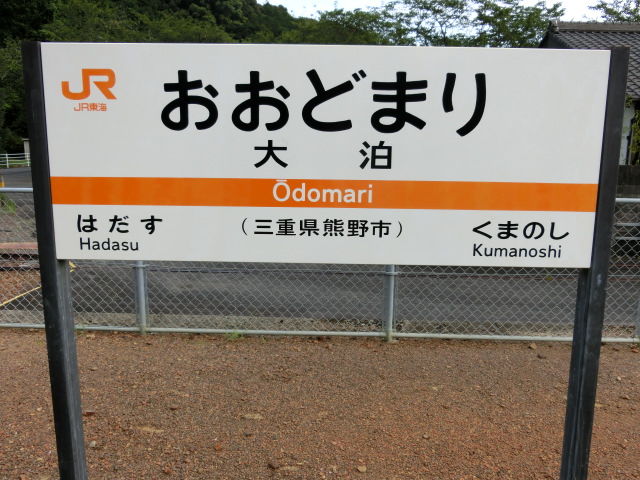 JR
JR東海
おおどまり
大泊
Ōdomari
はだす
Hadasu
（三重県熊野市）
くまのし
Kumanoshi